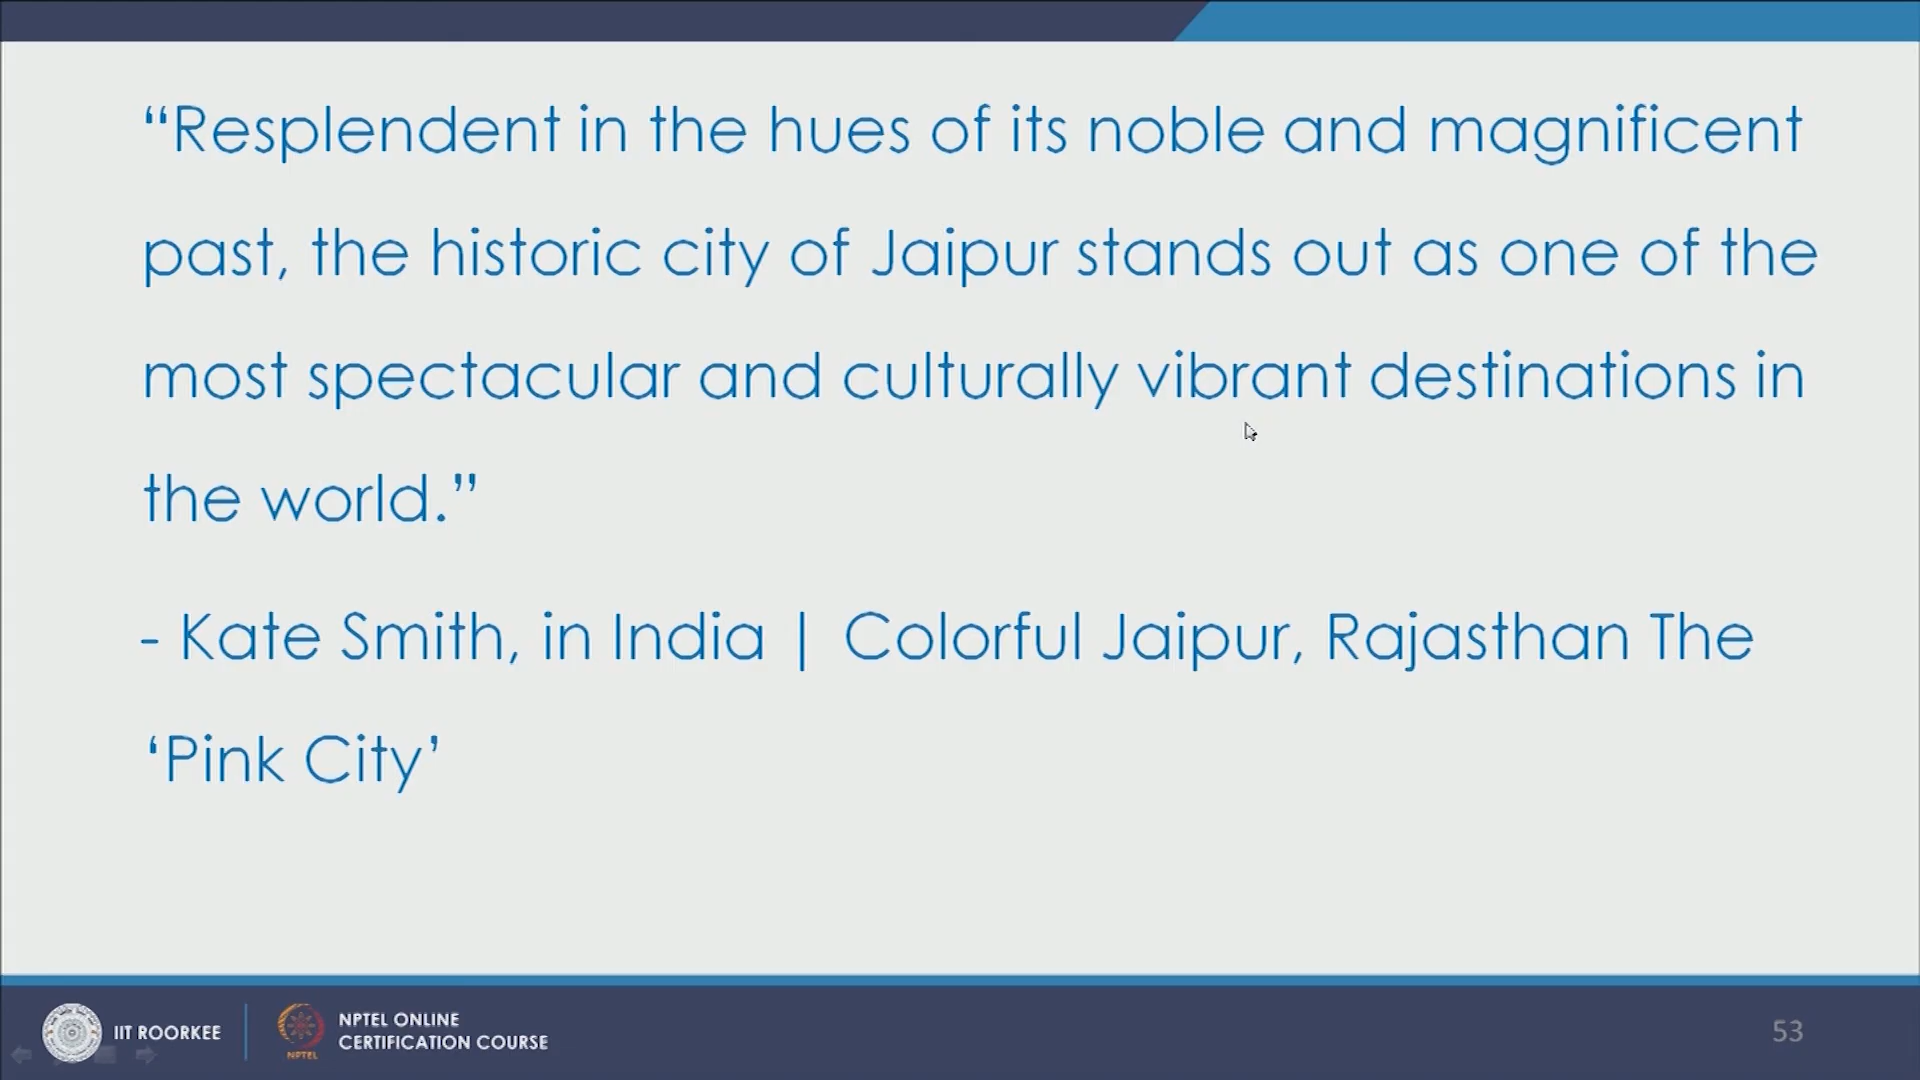 “Resplendent in the hues of its noble and magnificent
past, the historic city of Jaipur stands out as one of the
most spectacular and culturally vibrant destinations in
the world.”
- Kate Smith, in India | Colorful Jaipur, Rajasthan The
‘Pink City’
IIT ROORKEE
NPTEL
NPTEL ONLINE
CERTIFICATION COURSE
53